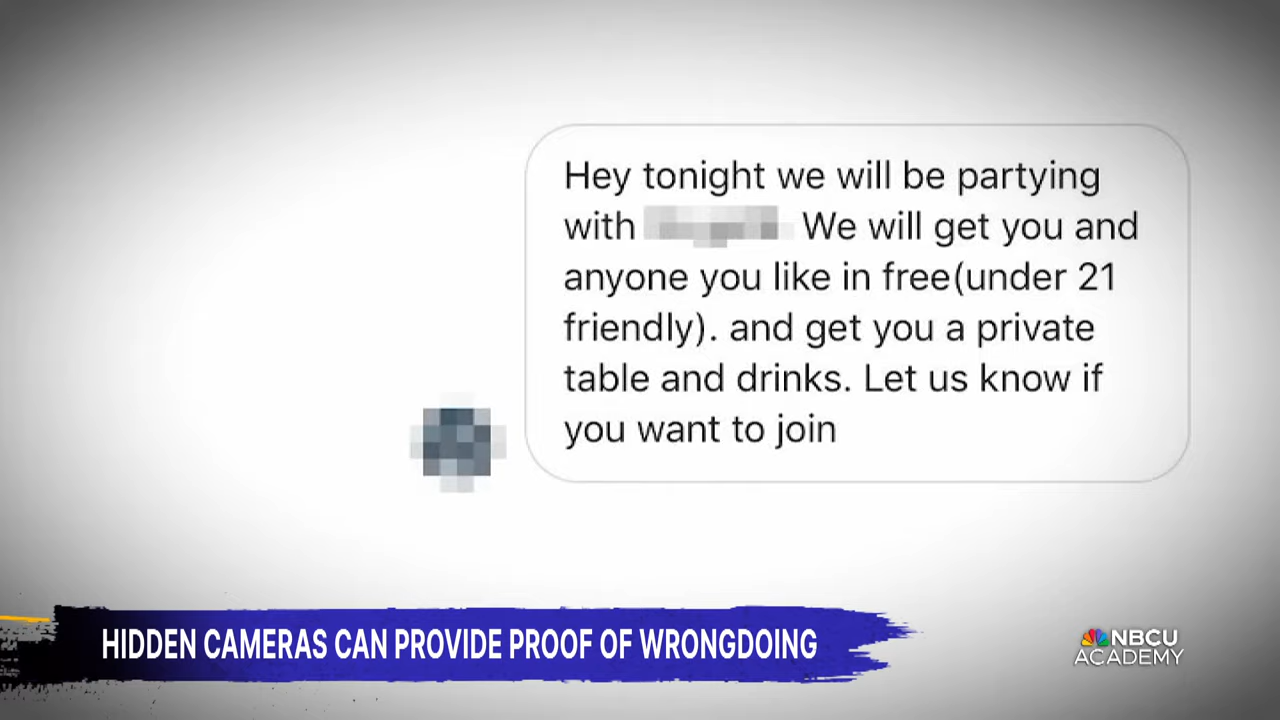 Hey tonight we will be partying
with We will get you and
anyone you like in free(under 21
friendly). and get you a private
table and drinks. Let us know if
you want to join
HIDDEN CAMERAS CAN PROVIDE PROOF OF WRONGDOING
NBCU
ACADEMY